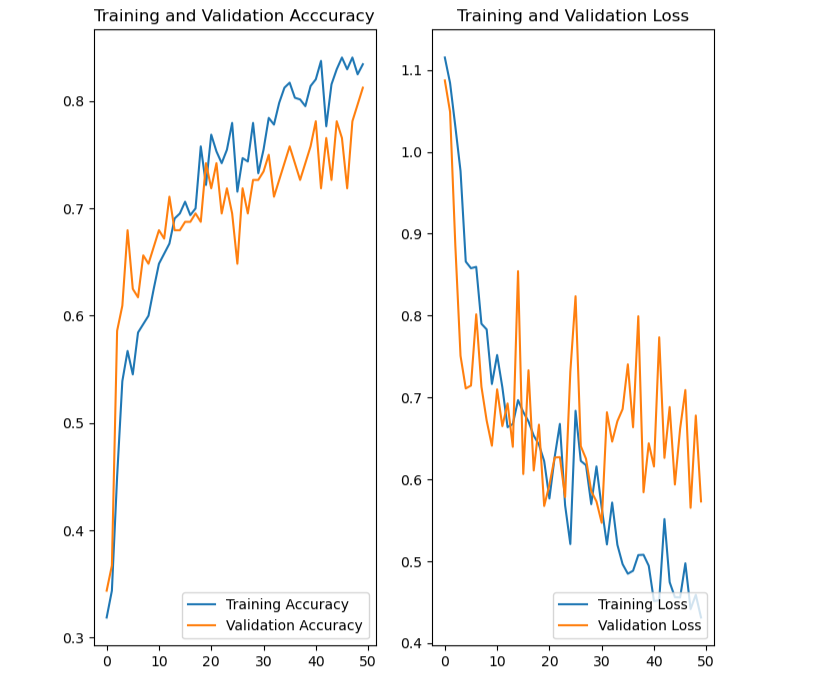 Training and Validation Acccuracy
0.8
0.7
0.6
0.5
0.4
0.3
0 10 20 30 40 50
Training Accuracy
Validation Accuracy
Training and Validation Loss
1.1
1.0
0.9
0.8
0.7
0.6
0.5
0.4
0 10 20 30 40 50
Training Loss
Validation Loss